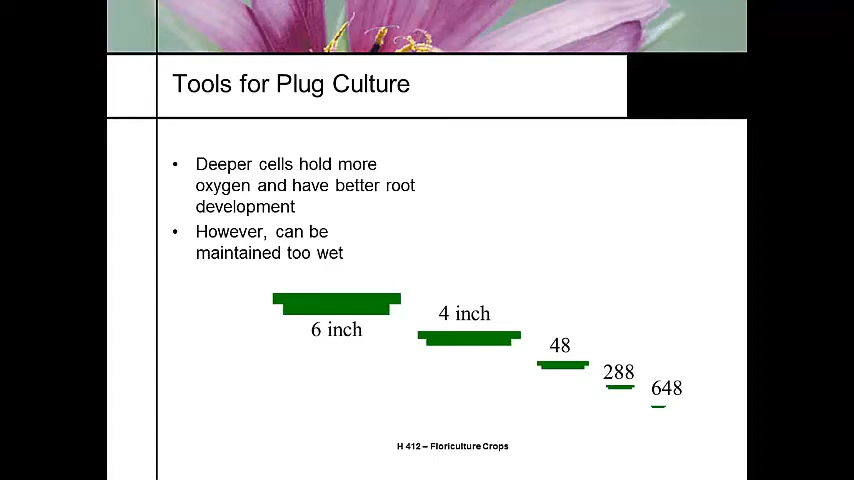 Tools for Plug Culture
• Deeper cells hold more
oxygen and have better root
development
• However, can be
maintained too wet
6 inch
4 inch
48
288
648
H 412 – Floriculture Crops